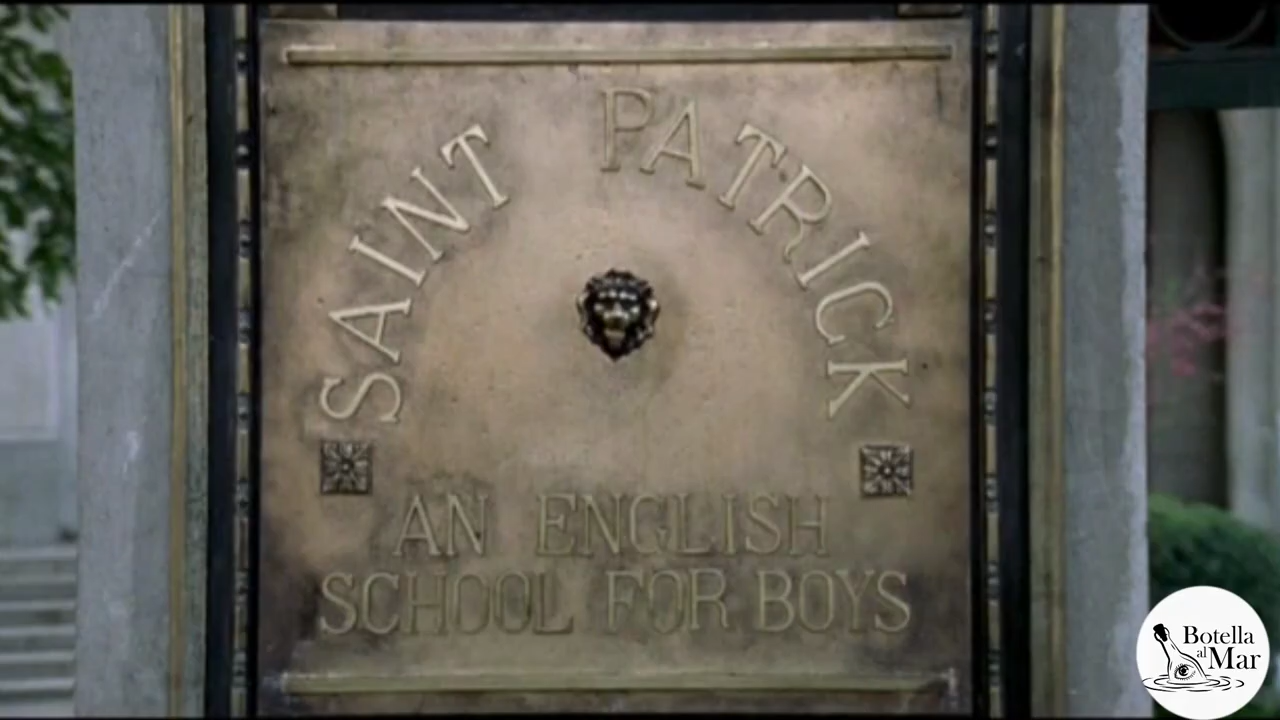 SAINT PATRICK
AN ENGLISH
SCHOOL FOR BOYS
Botella
al
Mar